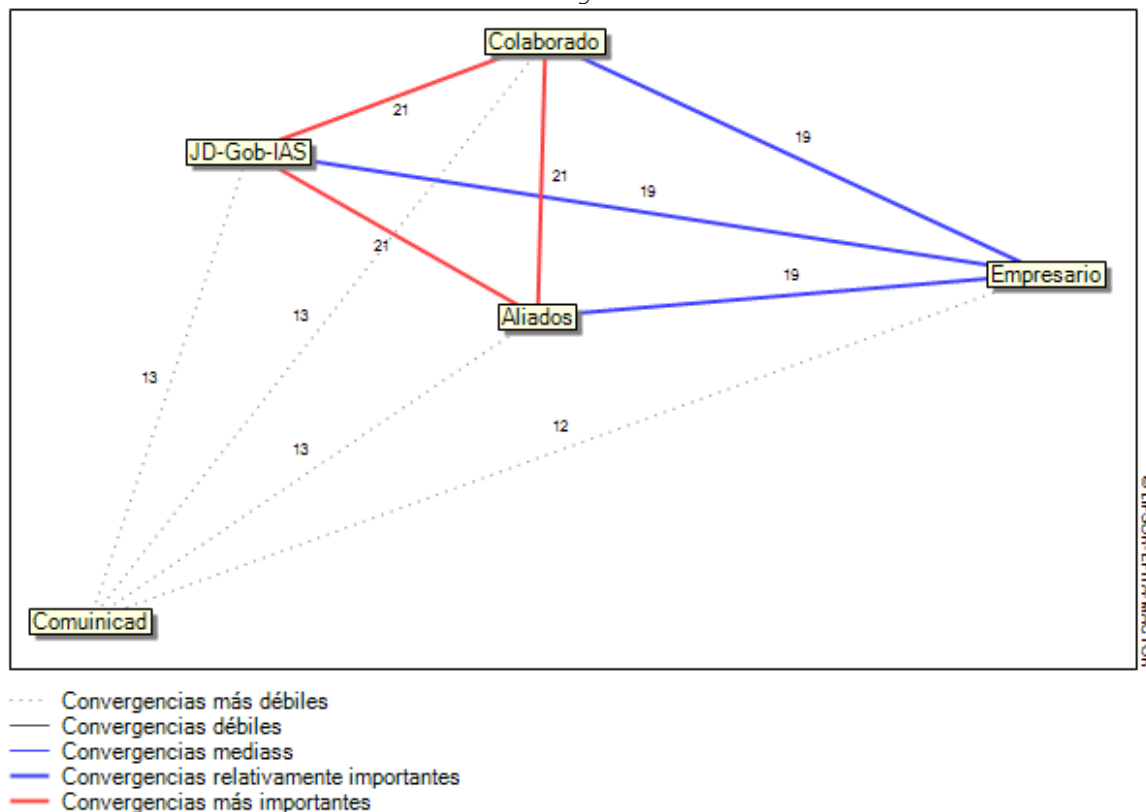 Colaborado
21
19
JD-Gob-IAS
21
19
21
Empresario
19
Aliados
13
13
12
13
Comuinicad
Convergencias más débiles
Convergencias débiles
Convergencias mediass
Convergencias relativamente importantes
Convergencias más importantes